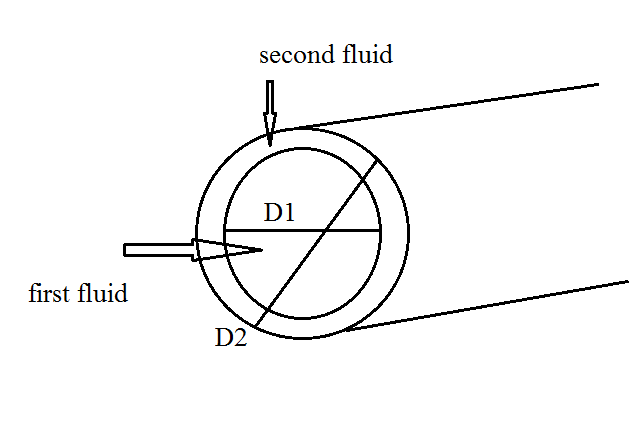 second fluid
D1
first fluid
D2